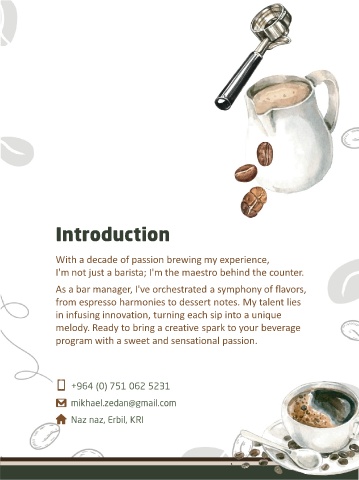 Introduction
With a decade of passion brewing my experience,
I'm not just a barista; I'm the maestro behind the counter.
As a bar manager, I've orchestrated a symphony of flavors,
from espresso harmonies to dessert notes. My talent lies
in infusing innovation, turning each sip into a unique
melody. Ready to bring a creative spark to your beverage
program with a sweet and sensational passion.
+964 (0) 751 062 5231
mikhael.zedan@gmail.com
Naz naz, Erbil, KRI